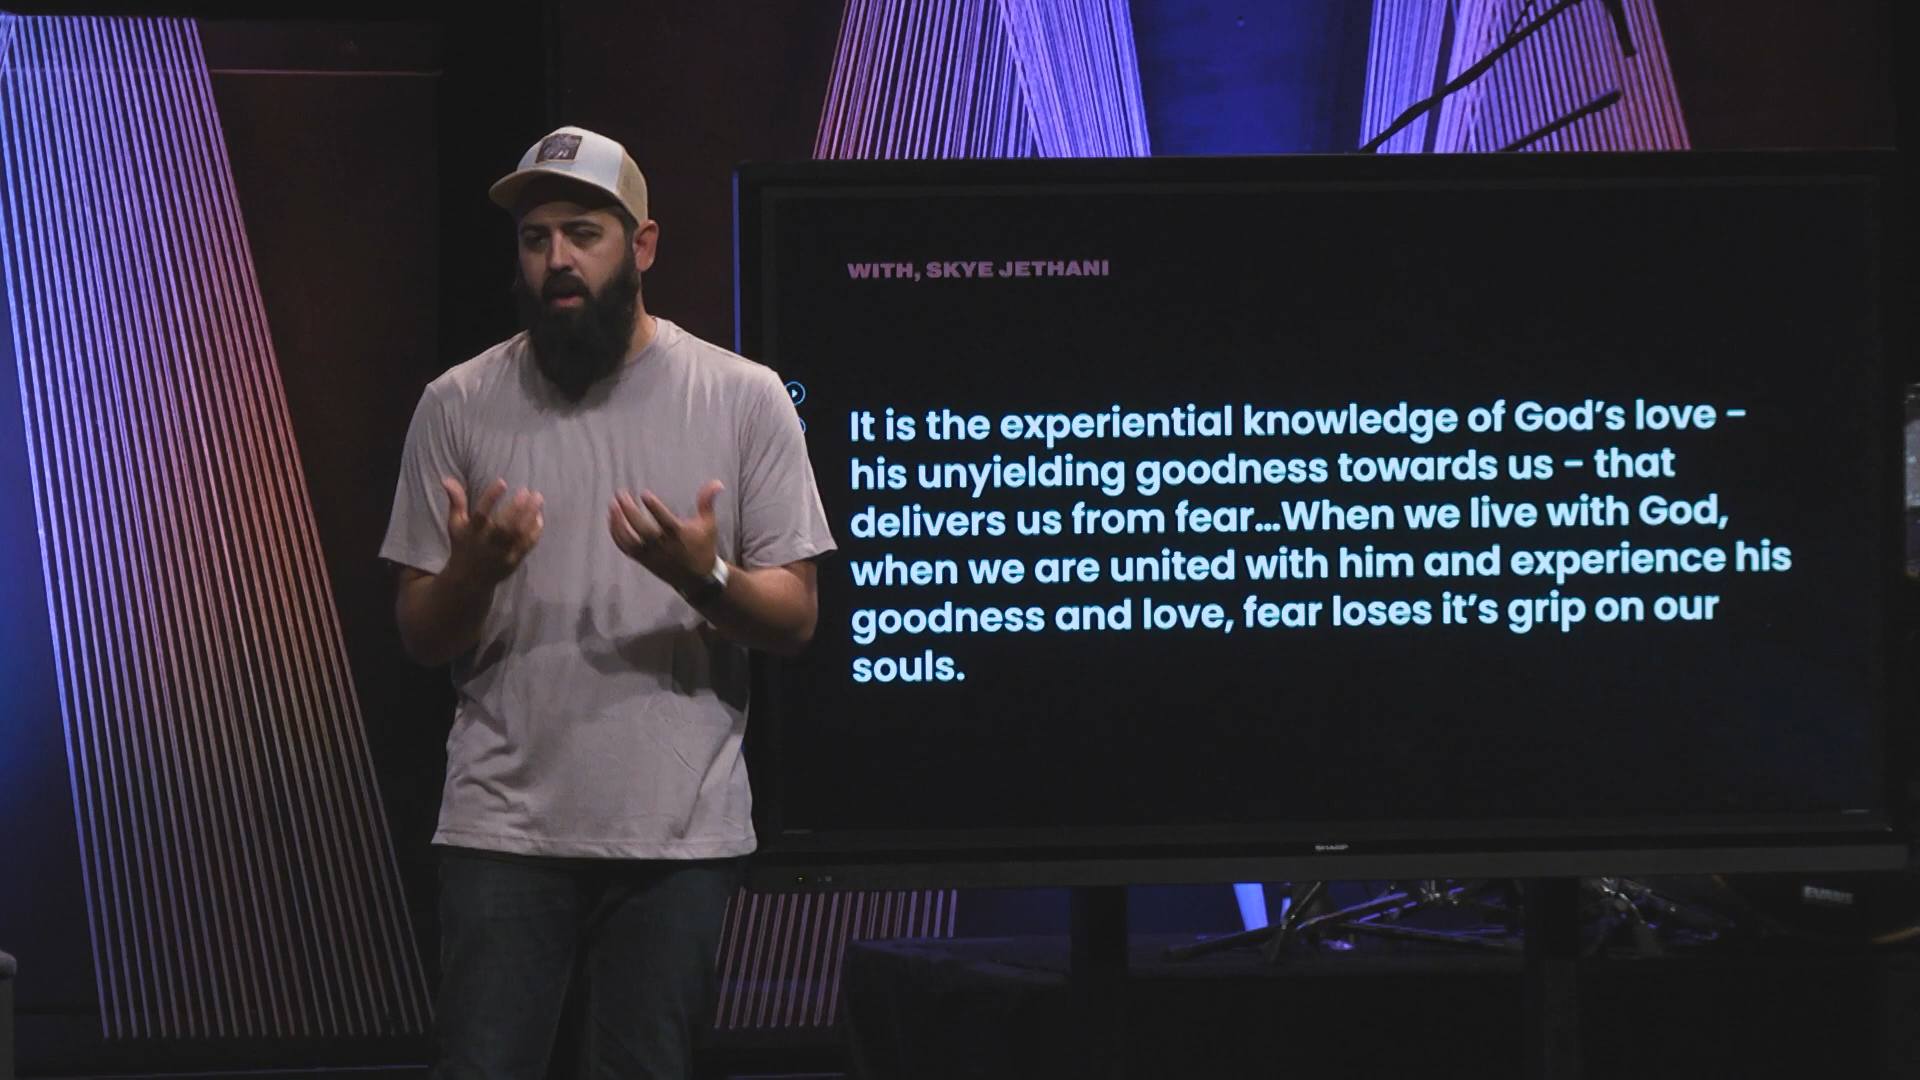 WITH, SKYE JETHANI
It is the experiential knowledge of God's love –
his unyielding goodness towards us – that
delivers us from fear...When we live with God,
when we are united with him and experience his
goodness and love, fear loses it's grip on our
souls.
SHARP